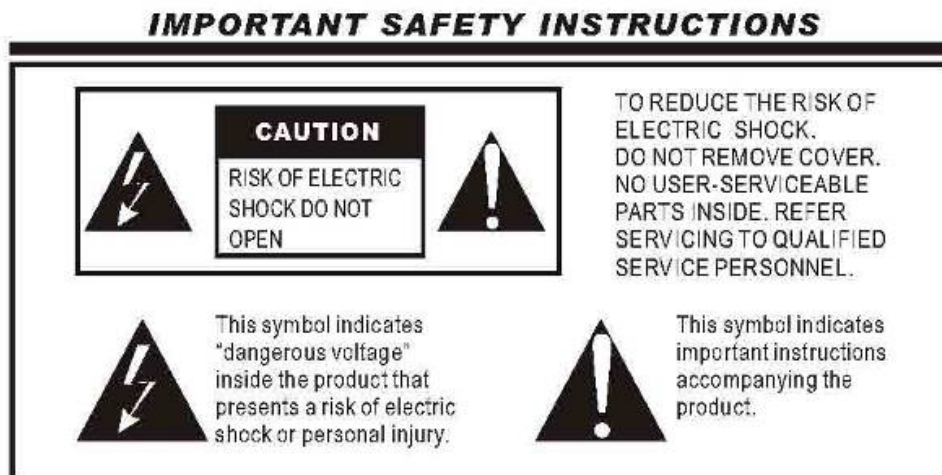 IMPORTANT SAFETY INSTRUCTIONS
CAUTION
RISK OF ELECTRIC
SHOCK DO NOT
OPEN
TO REDUCE THE RISK OF
ELECTRIC SHOCK.
DO NOT REMOVE COVER.
NO USER-SERVICEABLE
PARTS INSIDE. REFER
SERVICING TO QUALIFIED
SERVICE PERSONNEL.
This symbol indicates
"dangerous voltage"
inside the product that
presents a risk of electric
shock or personal injury.
This symbol indicates
important instructions
accompanying the
product.